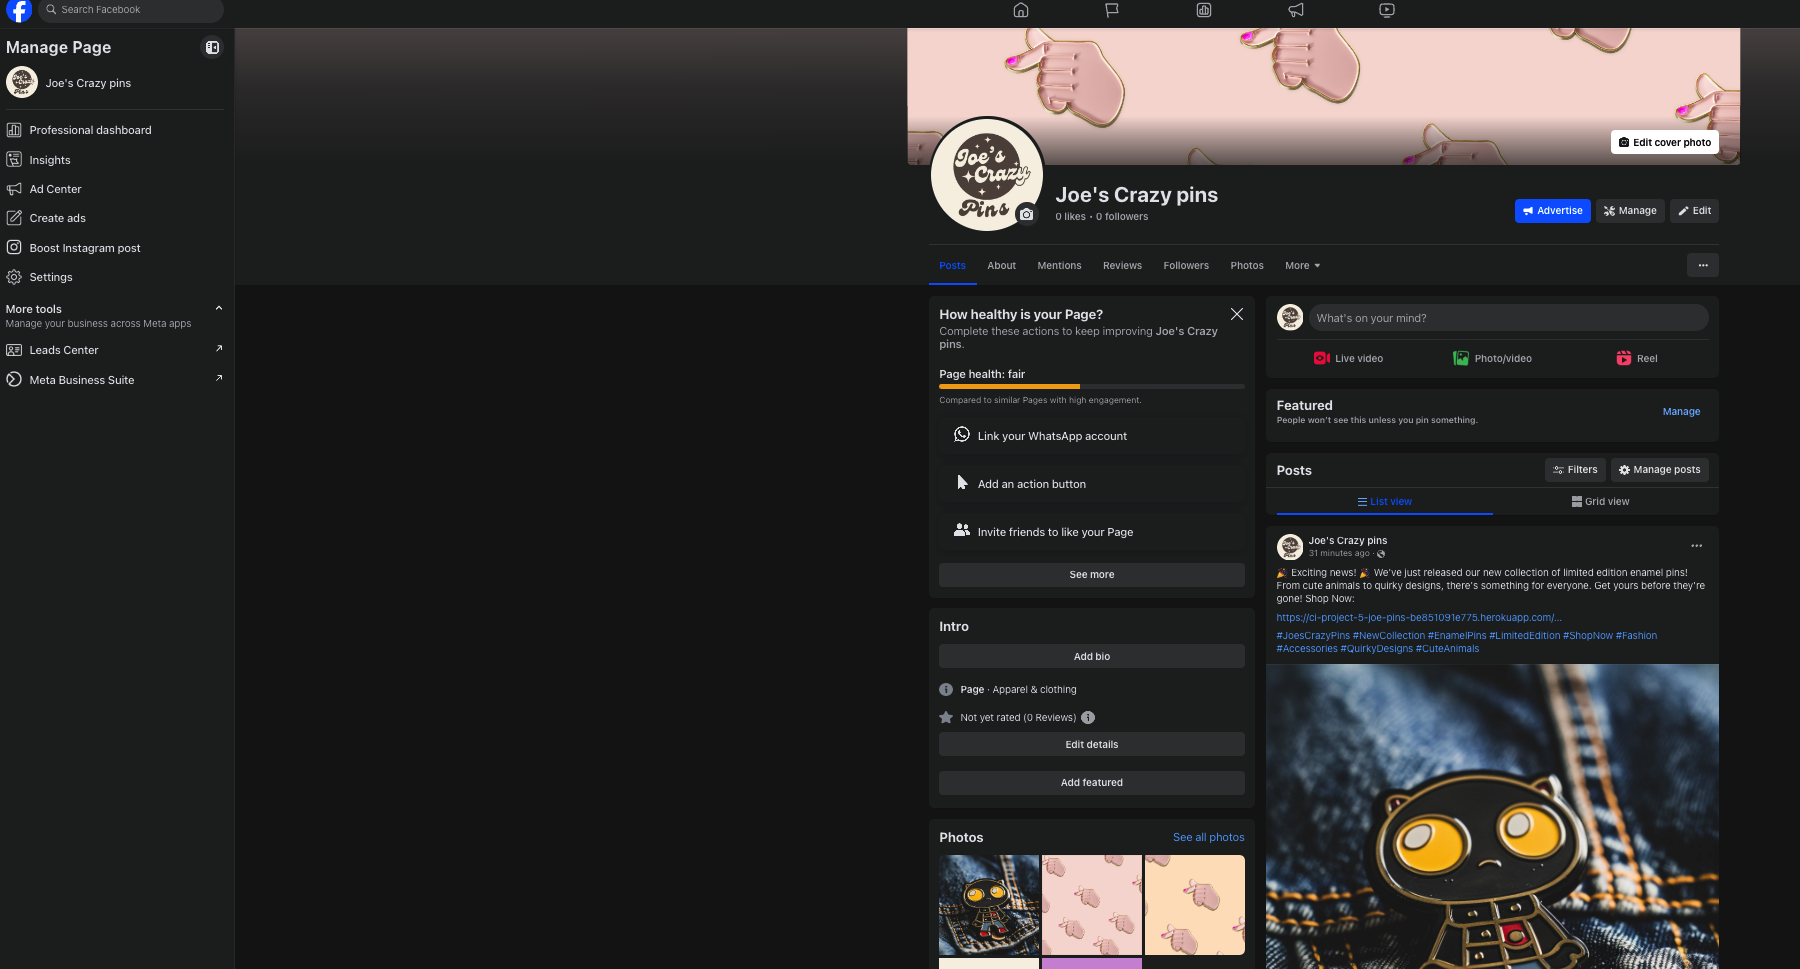 Search Facebook
Manage Page
Joe's Crazy pins
Professional dashboard
Insights
Ad Center
Create ads
Boost Instagram post
Settings
More tools
Manage your business across Meta apps
Leads Center
Meta Business Suite
Edit cover photo
Joe's
Crazy
Pins
Joe's Crazy pins
0 likes • 0 followers
Advertise
Manage
Edit
Posts
About
Mentions
Reviews
Followers
Photos
More
How healthy is your Page?
Complete these actions to keep improving Joe's Crazy
pins.
Page health: fair
Compared to similar Pages with high engagement.
Link your WhatsApp account
Add an action button
Invite friends to like your Page
See more
Intro
Add bio
Page · Apparel & clothing
Not yet rated (0 Reviews)
Edit details
Add featured
Photos
See all photos
What's on your mind?
Live video
Photo/video
Reel
Featured
People won't see this unless you pin something.
Manage
Posts
Filters
Manage posts
List view
Grid view
Joe's Crazy pins
31 minutes ago ·
🎉 Exciting news! 🎉 We've just released our new collection of limited edition enamel pins!
From cute animals to quirky designs, there's something for everyone. Get yours before they're
gone! Shop Now:
https://ci-project-5-joe-pins-be851091e775.herokuapp.com/...
#JoesCrazyPins #NewCollection #EnamelPins #LimitedEdition #ShopNow #Fashion
#Accessories #QuirkyDesigns #CuteAnimals